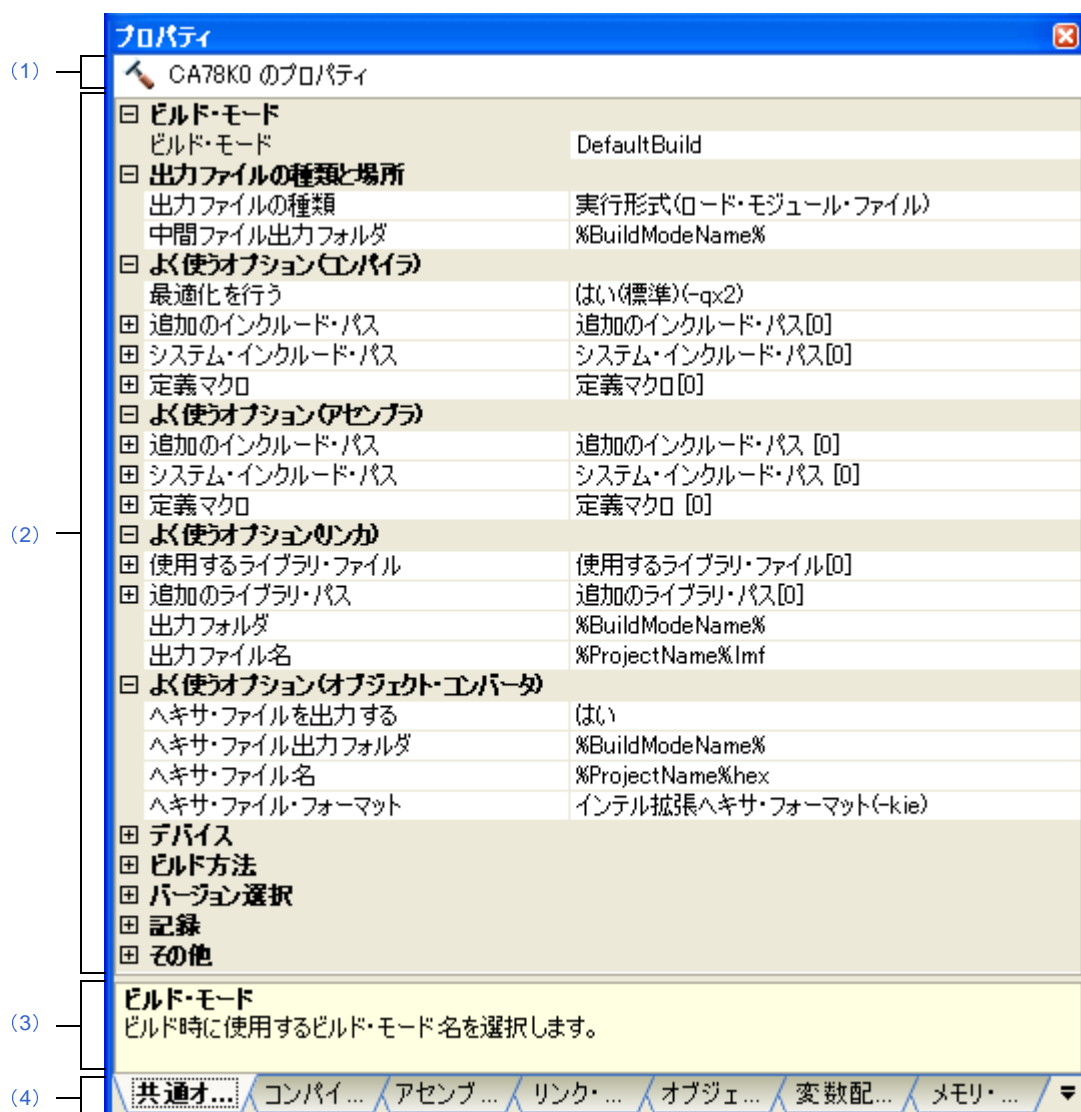 プロパティ
(1)
CA78K0 のプロパティ
ビルド・モード
ビルド・モード DefaultBuild
出力ファイルの種類と場所
出力ファイルの種類 実行形式(ロード・モジュール・ファイル)
中間ファイル出力フォルダ %BuildModeName%
よく使うオプション(コンパイラ)
最適化を行う はい(標準)(-qx2)
追加のインクルード・パス 追加のインクルード・パス[0]
システム・インクルード・パス システム・インクルード・パス[0]
定義マクロ 定義マクロ[0]
よく使うオプション(アセンブラ)
追加のインクルード・パス 追加のインクルード・パス [0]
システム・インクルード・パス システム・インクルード・パス [0]
定義マクロ 定義マクロ [0]
(2)
よく使うオプション(リンカ)
使用するライブラリ・ファイル 使用するライブラリ・ファイル[0]
追加のライブラリ・パス 追加のライブラリ・パス[0]
出力フォルダ %BuildModeName%
出力ファイル名 %ProjectName%.lmf
よく使うオプション(オブジェクト・コンバータ)
ヘキサ・ファイルを出力する はい
ヘキサ・ファイル出力フォルダ %BuildModeName%
ヘキサ・ファイル名 %ProjectName%.hex
ヘキサ・ファイル・フォーマット インテル拡張ヘキサ・フォーマット(-kie)
デバイス
ビルド方法
バージョン選択
記録
その他
(3)
ビルド・モード
ビルド時に使用するビルド・モード名を選択します。
(4)
共通オ... コンパイ... アセンブ... リンク・... オブジェ... 変数配... メモリ・...